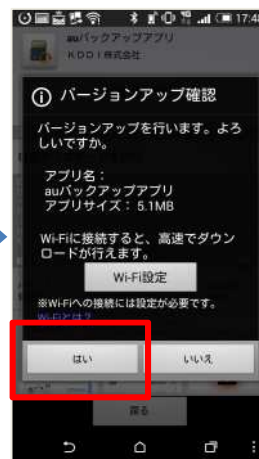 17:48
auバックアップアプリ
KDDI株式会社
バージョンアップ確認
バージョンアップを行います。よろ
しいですか。
アプリ名：
auバックアップアプリ
アプリサイズ：5.1MB
Wi-Fiに接続すると、高速でダウン
ロードが行えます。
Wi-Fi設定
※Wi-Fiへの接続には設定が必要です。
Wi-Fiとは？
はい
いいえ
戻る